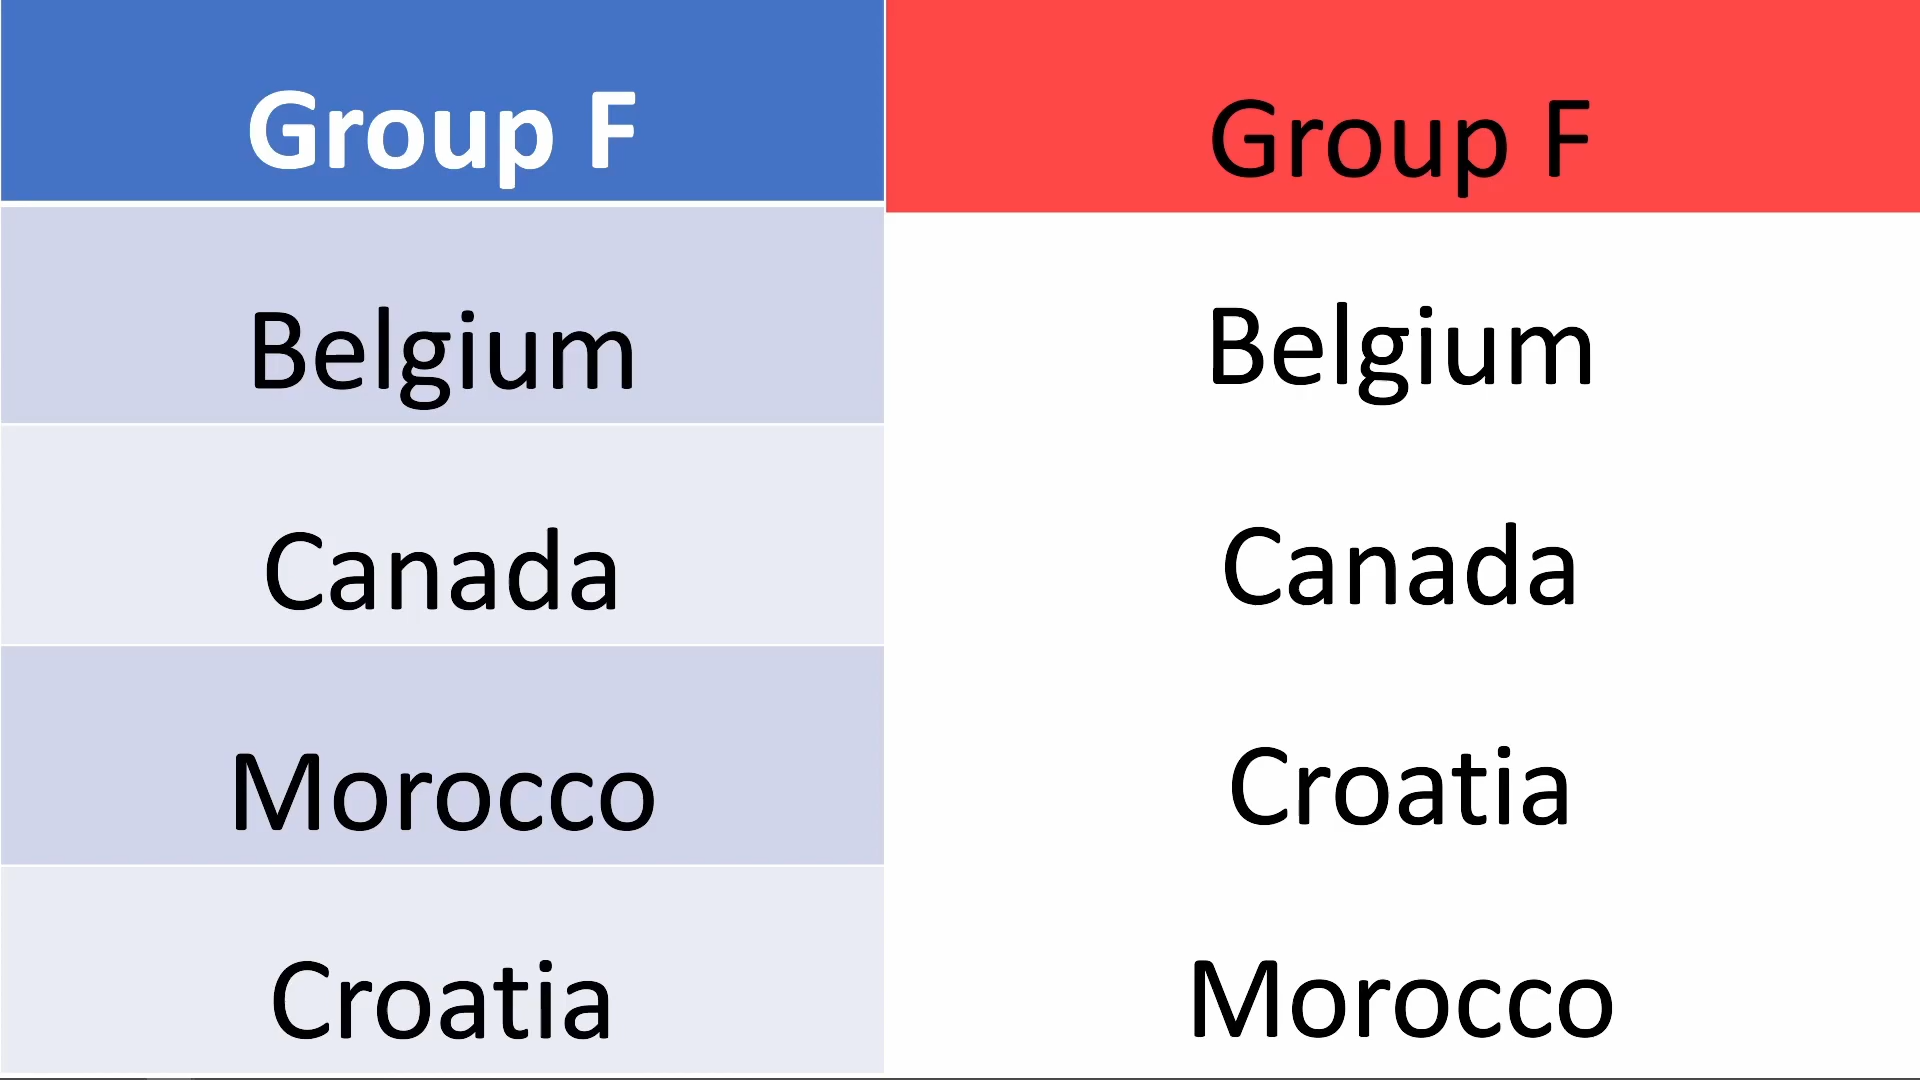 Group F
Belgium
Canada
Morocco
Croatia
Group F
Belgium
Canada
Croatia
Morocco